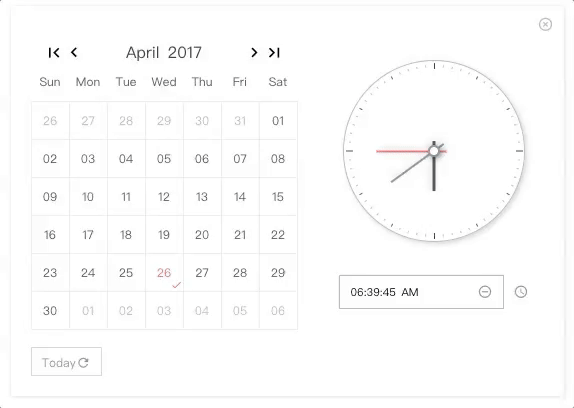 April 2017
Sun Mon Tue Wed Thu Fri Sat
26 27 28 29 30 31 01
02 03 04 05 06 07 08
09 10 11 12 13 14 15
16 17 18 19 20 21 22
23 24 25 26 27 28 29
30 01 02 03 04 05 06
Today
06:39:45 AM